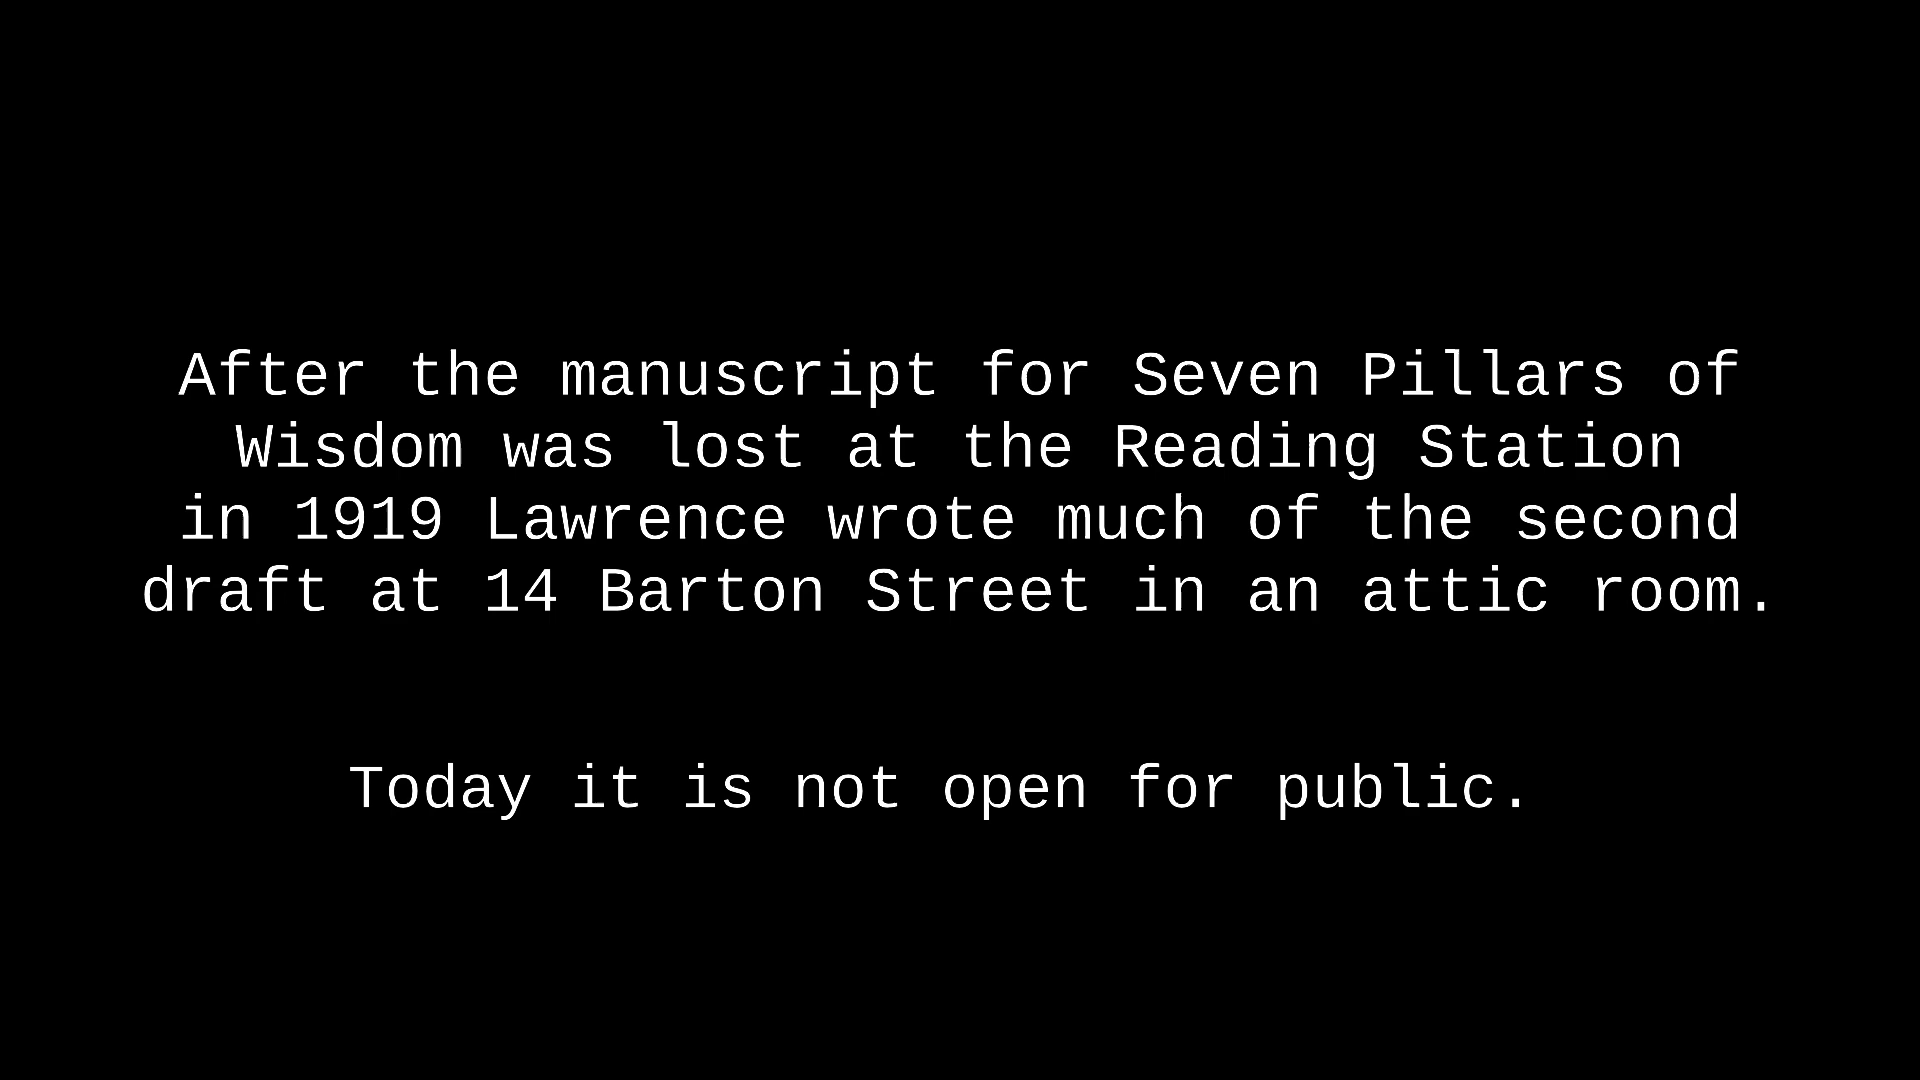 After the manuscript for Seven Pillars of
Wisdom was lost at the Reading Station
in 1919 Lawrence wrote much of the second
draft at 14 Barton Street in an attic room.
Today it is not open for public.